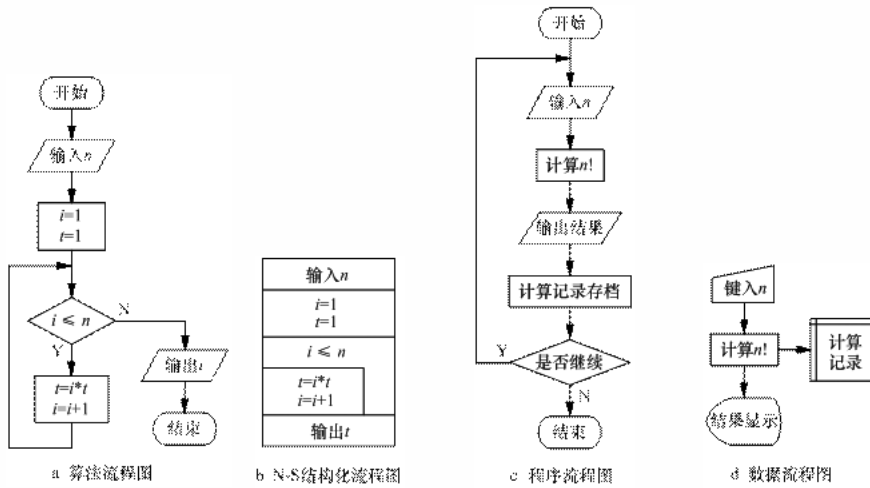 开始
输入n
i=1
t=1
i ≤ n
N
Y
t=i*t
i=i+1
输出t
结束
a 算法流程图
输入n
i=1
t=1
i ≤ n
t=i*t
i=i+1
输出t
b N-S结构化流程图
开始
输入n
计算n!
输出结果
计算记录存档
是否继续
Y
N
结束
c 程序流程图
键入n
计算n!
计算
记录
结果显示
d 数据流程图